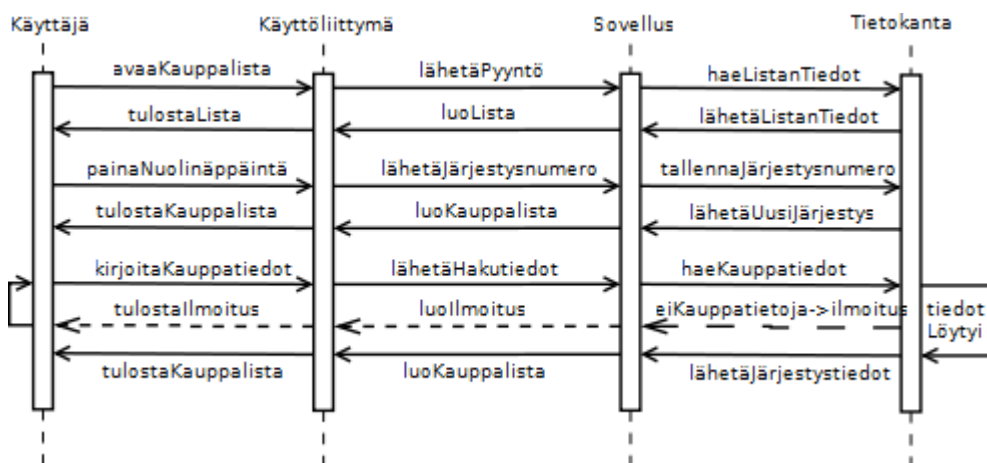 Käyttäjä Käyttöliittymä Sovellus Tietokanta
avaaKauppalista lähetäPyyntö haeListanTiedot
tulostaLista luoLista lähetäListanTiedot
painaNuolinäppäintä lähetäJärjestysnumero tallennaJärjestysnumero
tulostaKauppalista luoKauppalista lähetäUusiJärjestys
kirjoitaKauppatiedot lähetäHakutiedot haeKauppatiedot
tulostaIlmoitus luoIlmoitus eiKauppatietoja->ilmoitus tiedot
Löytyi
tulostaKauppalista luoKauppalista lähetäJärjestystiedot